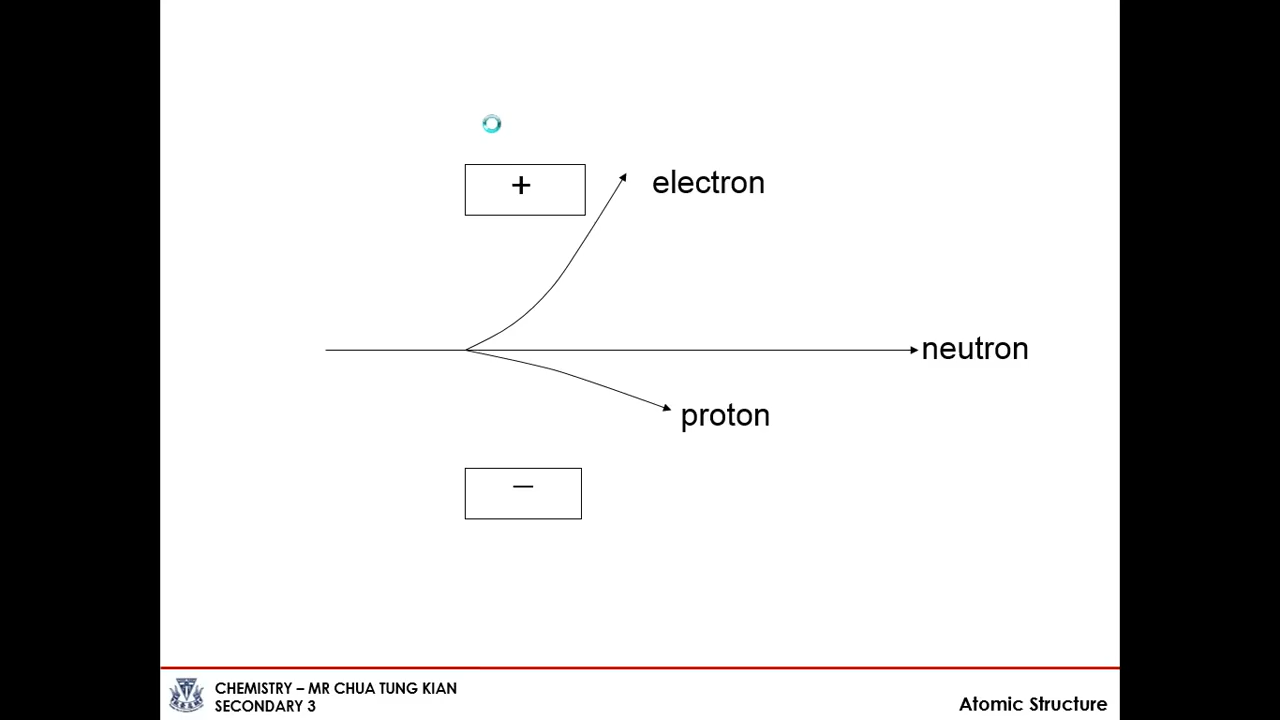 +
electron
neutron
proton
–
CHEMISTRY – MR CHUA TUNG KIAN
SECONDARY 3
Atomic Structure